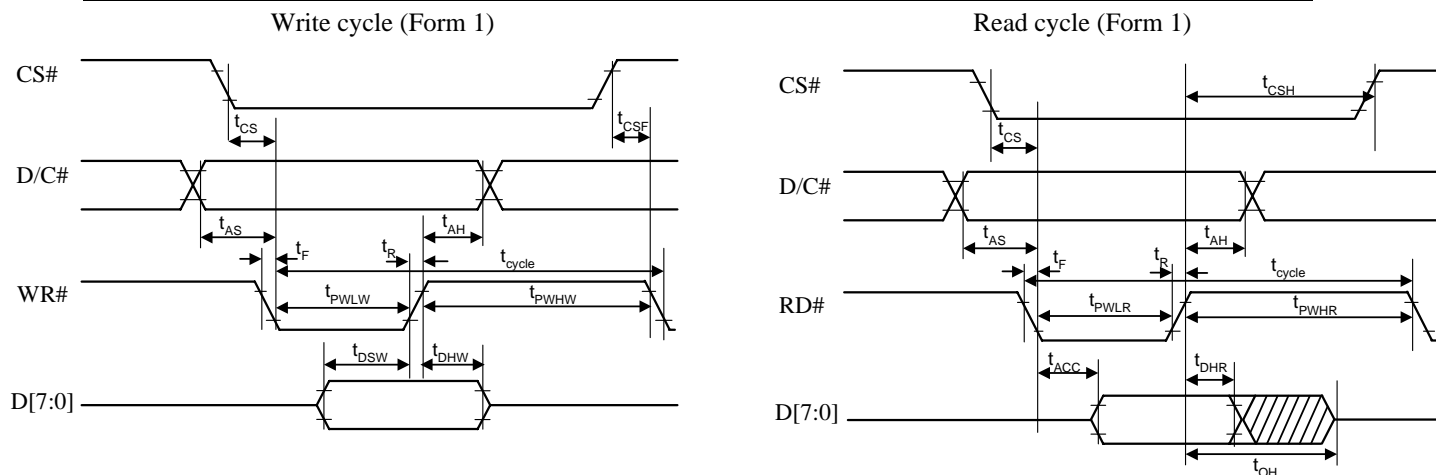 Write cycle (Form 1)
CS#
tCS
tCSF
D/C#
tAS
tAH
tF
tR
tcycle
WR#
tPWLW
tPWHW
tDSW
tDHW
D[7:0]
Read cycle (Form 1)
CS#
tCSH
tCS
D/C#
tAS
tAH
tF
tR
tcycle
RD#
tPWLR
tPWHR
tACC
tDHR
D[7:0]
tOH